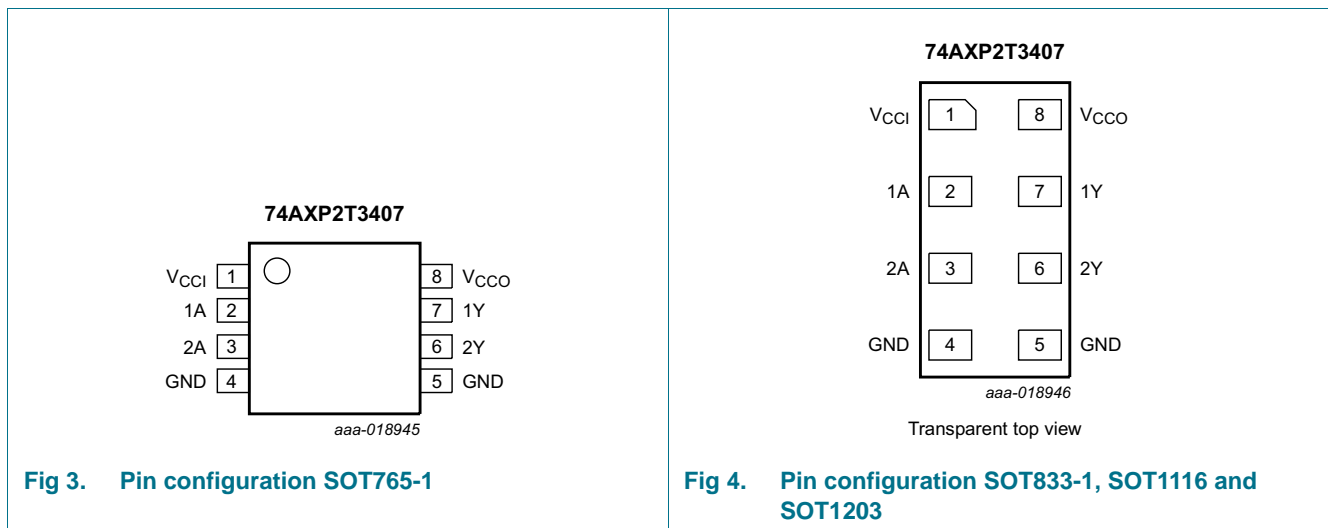 74AXP2T3407
VCCI 1 8 VCCO
1A 2 7 1Y
2A 3 6 2Y
GND 4 5 GND
aaa-018945
Fig 3. Pin configuration SOT765-1
74AXP2T3407
VCCI 1 8 VCCO
1A 2 7 1Y
2A 3 6 2Y
GND 4 5 GND
aaa-018946
Transparent top view
Fig 4. Pin configuration SOT833-1, SOT1116 and
SOT1203